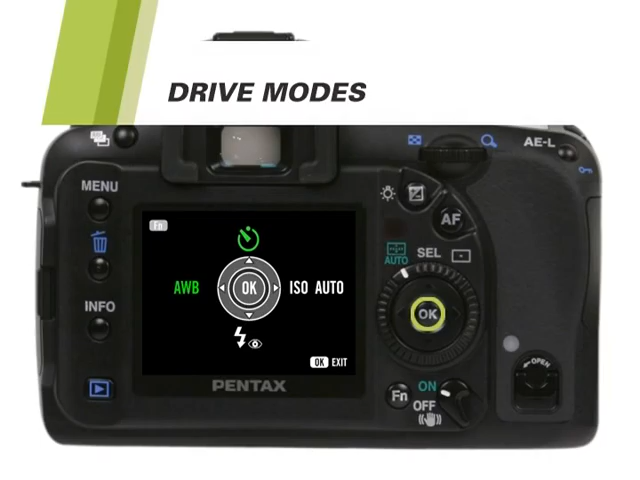 DRIVE MODES
AE-L
MENU
AF
Fn
AUTO
SEL
AWB
OK
ISO AUTO
INFO
OK
OK EXIT
PENTAX
ON
Fn
OFF
OPEN